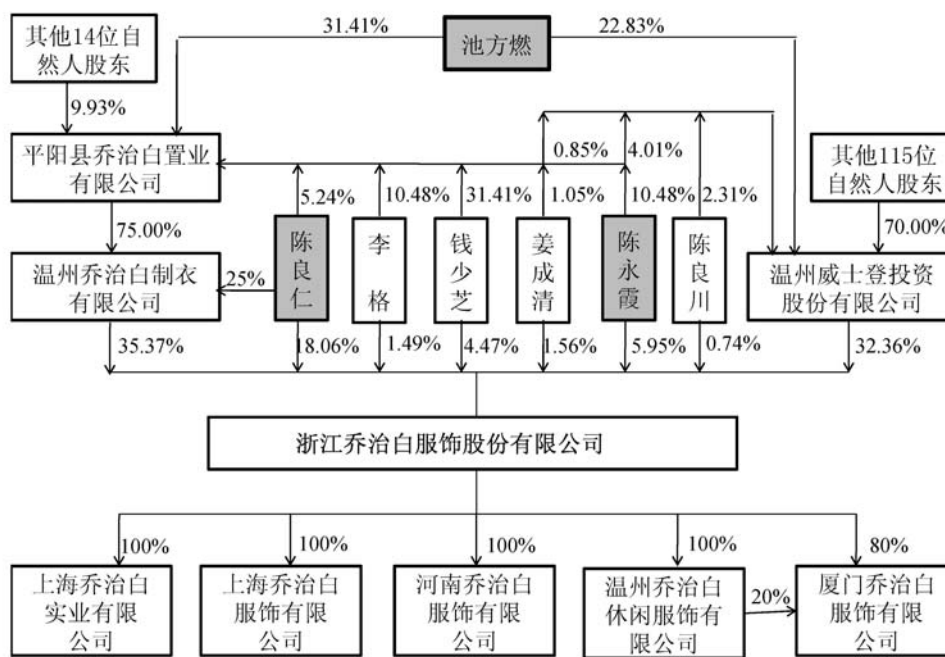 31.41%
池方燃
22.83%
其他14位自
然人股东
9.93%
平阳县乔治白置业
有限公司
0.85%
4.01%
其他115位
自然人股东
5.24%
10.48%
31.41%
1.05%
10.48%
2.31%
70.00%
75.00%
温州乔治白制衣
有限公司
25%
陈良仁
李格
钱少芝
姜成清
陈永霞
陈良川
温州威士登投资
股份有限公司
35.37%
18.06%
1.49%
4.47%
1.56%
5.95%
0.74%
32.36%
浙江乔治白服饰股份有限公司
100%
100%
100%
100%
80%
上海乔治白
实业有限公
司
上海乔治白
服饰有限公
司
河南乔治白
服饰有限公
司
温州乔治白
休闲服饰有
限公司
20%
厦门乔治白
服饰有限公
司